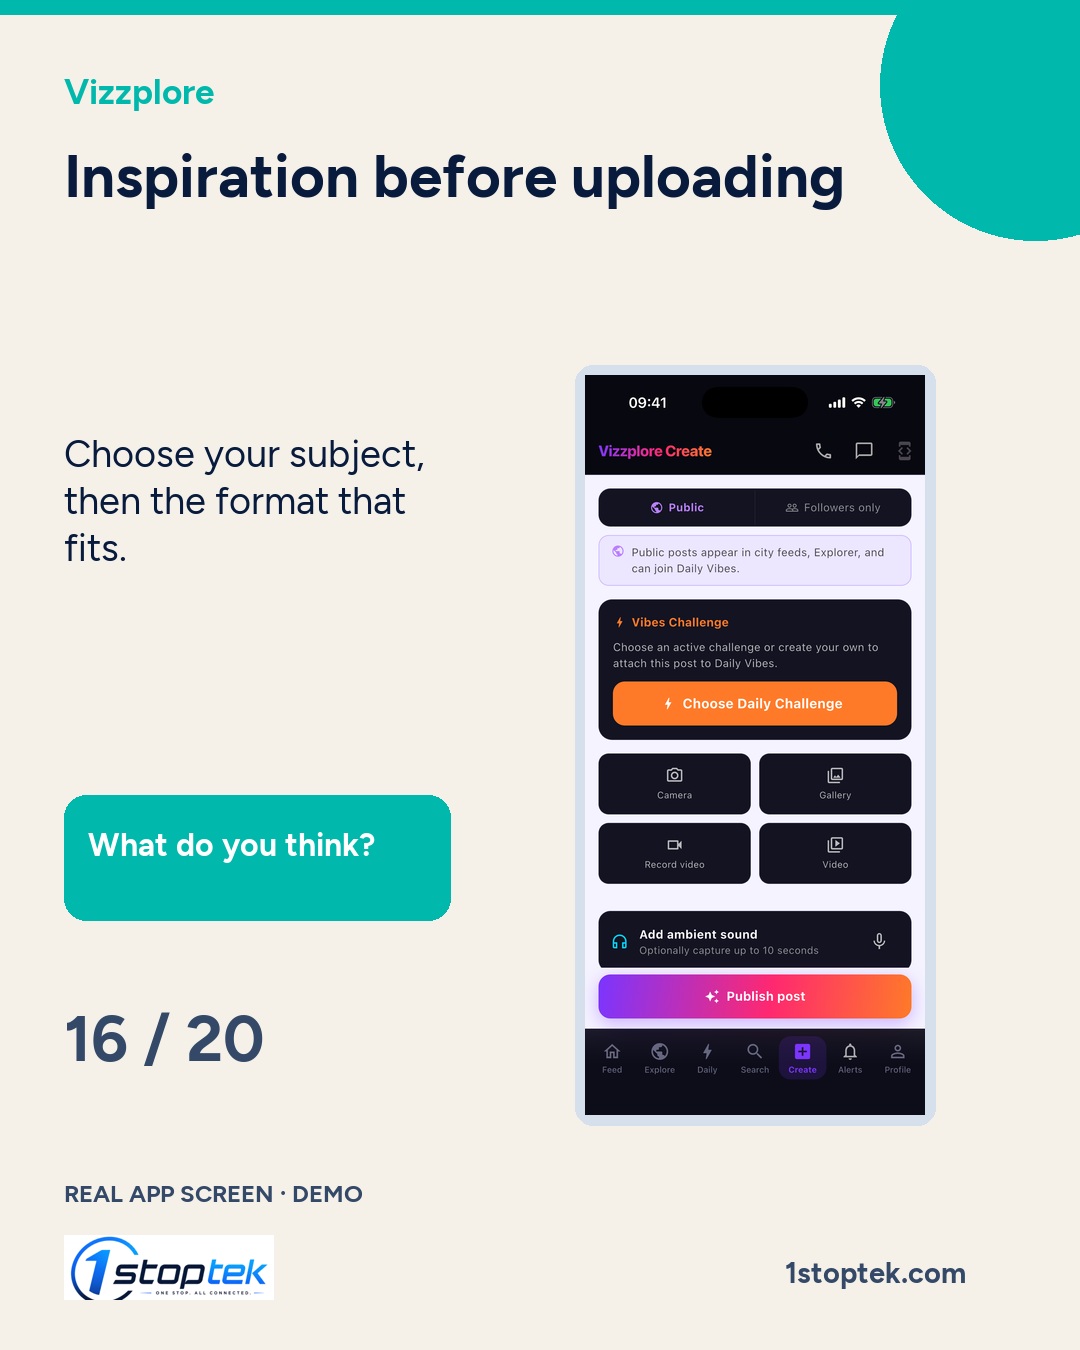 Vizzplore
Inspiration before uploading
Choose your subject,
then the format that
fits.
What do you think?
16 / 20
REAL APP SCREEN · DEMO
1stoptek
ONE STOP. ALL CONNECTED.
1stoptek.com
09:41
Vizzplore Create
Public
Followers only
Public posts appear in city feeds, Explorer, and
can join Daily Vibes.
Vibes Challenge
Choose an active challenge or create your own to
attach this post to Daily Vibes.
Choose Daily Challenge
Camera
Gallery
Record video
Video
Add ambient sound
Optionally capture up to 10 seconds
Publish post
Feed
Explore
Daily
Search
Create
Alerts
Profile